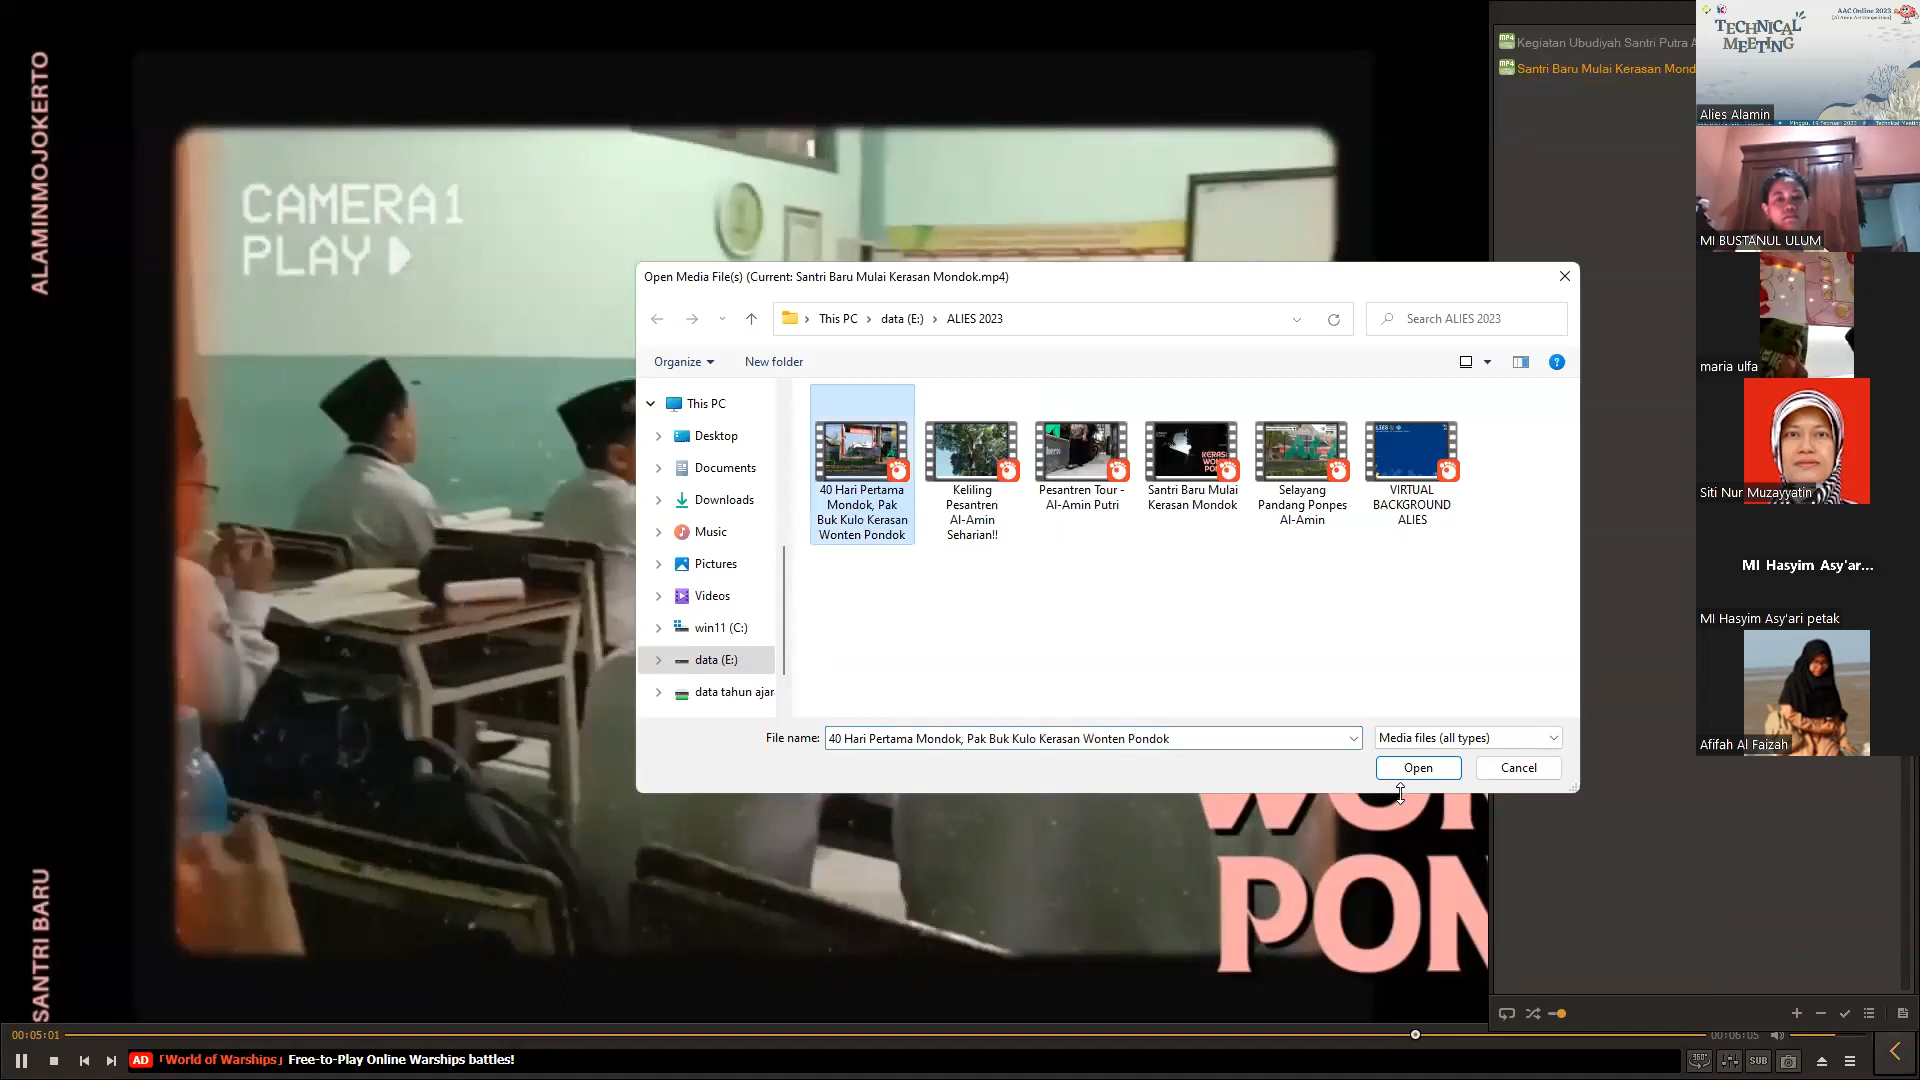 ALAMINMOJOKERTO
SANTRI BARU
CAMERA1
PLAY
PON
Open Media File(s) (Current: Santri Baru Mulai Kerasan Mondok.mp4)
This PC
data (E:)
ALIES 2023
Search ALIES 2023
Organize
New folder
This PC
Desktop
Documents
Downloads
Music
Pictures
Videos
win11 (C:)
data (E:)
data tahun ajar
40 Hari Pertama
Mondok, Pak
Buk Kulo Kerasan
Wonten Pondok
Keliling
Pesantren
Al-Amin
Seharian!!
Pesantren Tour -
Al-Amin Putri
Santri Baru Mulai
Kerasan Mondok
Selayang
Pandang Ponpes
Al-Amin
VIRTUAL
BACKGROUND
ALIES
File name:
40 Hari Pertama Mondok, Pak Buk Kulo Kerasan Wonten Pondok
Media files (all types)
Open
Cancel
MP4
Kegiatan Ubudiyah Santri Putra A
MP4
Santri Baru Mulai Kerasan Mond
AAC Online 2023
TECHNICAL
MEETING
Alies Alamin
MI BUSTANUL ULUM
maria ulfa
Siti Nur Muzayyatin
MI Hasyim Asy'ar...
MI Hasyim Asy'ari petak
Afifah Al Faizah
00:05:01
00:06:05
AD
「World of Warships」 Free-to-Play Online Warships battles!
360°
SUB